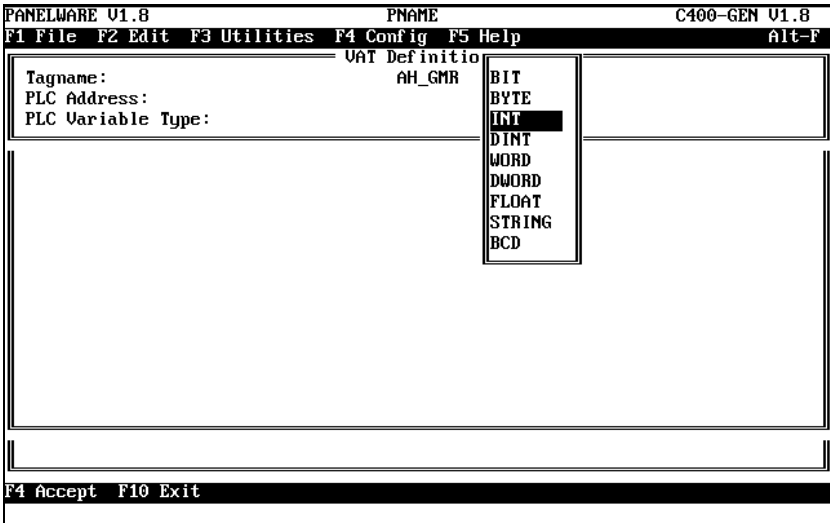 PANELWARE V1.8 PNAME C400-GEN V1.8
F1 File F2 Edit F3 Utilities F4 Config F5 Help Alt-F
VAT Definitio
Tagname: AH_GMR BIT
PLC Address: BYTE
PLC Variable Type: INT
DINT
WORD
DWORD
FLOAT
STRING
BCD
F4 Accept F10 Exit